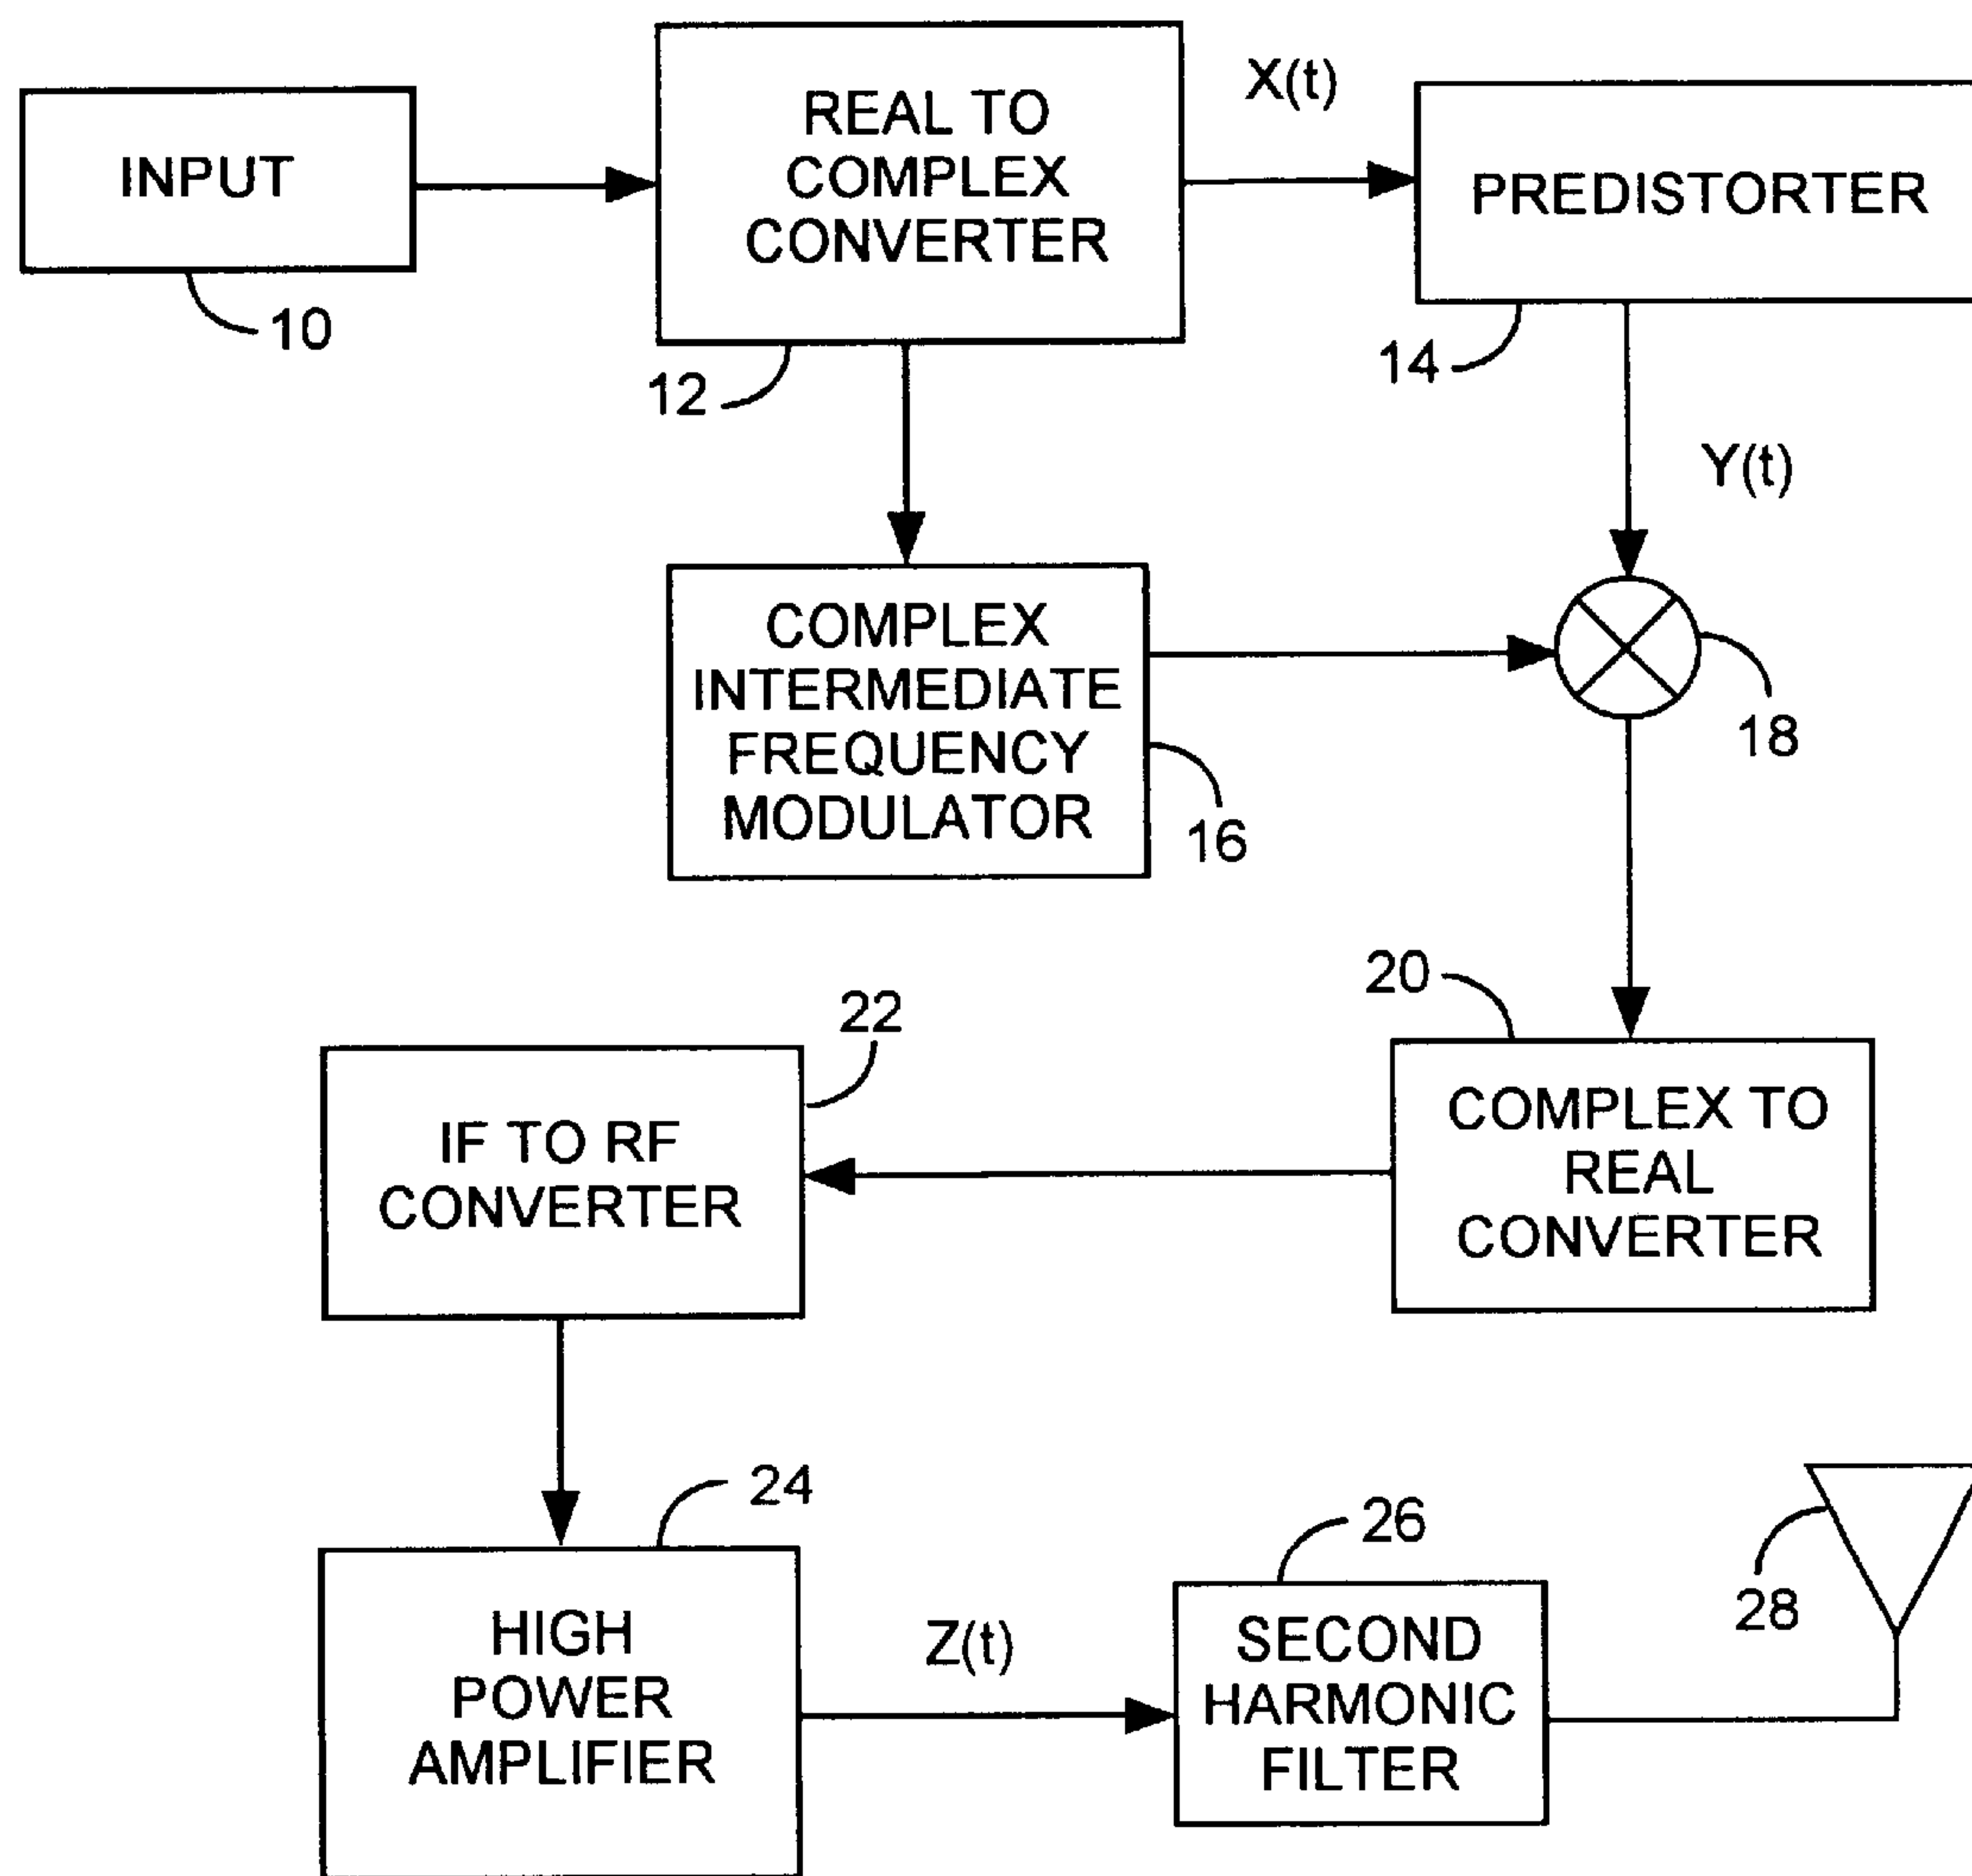 INPUT
10
REAL TO
COMPLEX
CONVERTER
12
X(t)
PREDISTORTER
14
Y(t)
COMPLEX
INTERMEDIATE
FREQUENCY
MODULATOR
16
18
20
COMPLEX TO
REAL
CONVERTER
22
IF TO RF
CONVERTER
24
HIGH
POWER
AMPLIFIER
Z(t)
26
SECOND
HARMONIC
FILTER
28